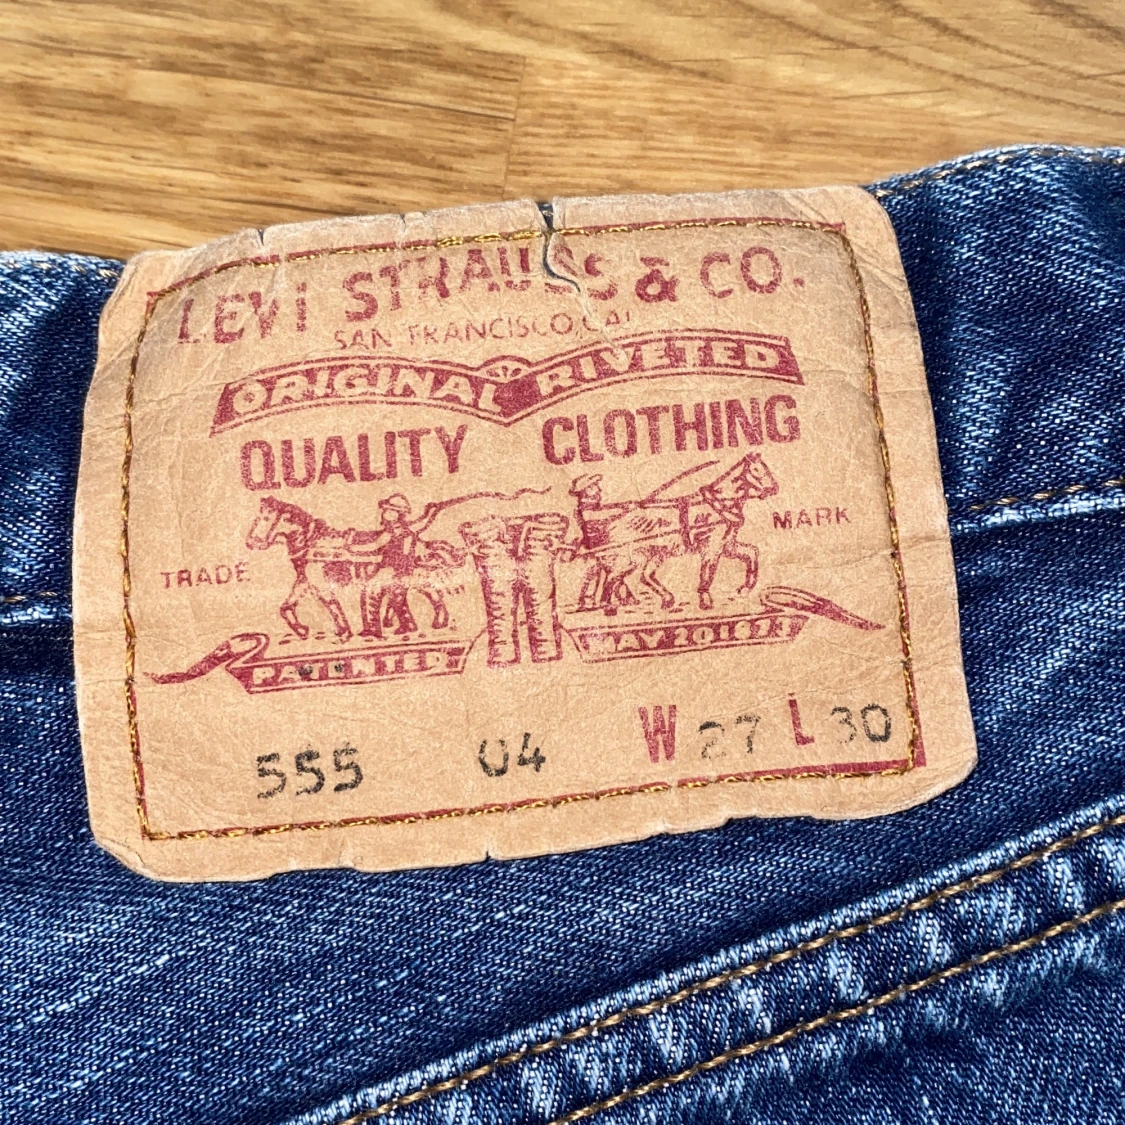 LEVI STRAUSS & CO.
SAN FRANCISCO, CAL
ORIGINAL RIVETED
QUALITY CLOTHING
TRADE MARK
PATENTED MAY 20 1873
555 04 W 27 L 30